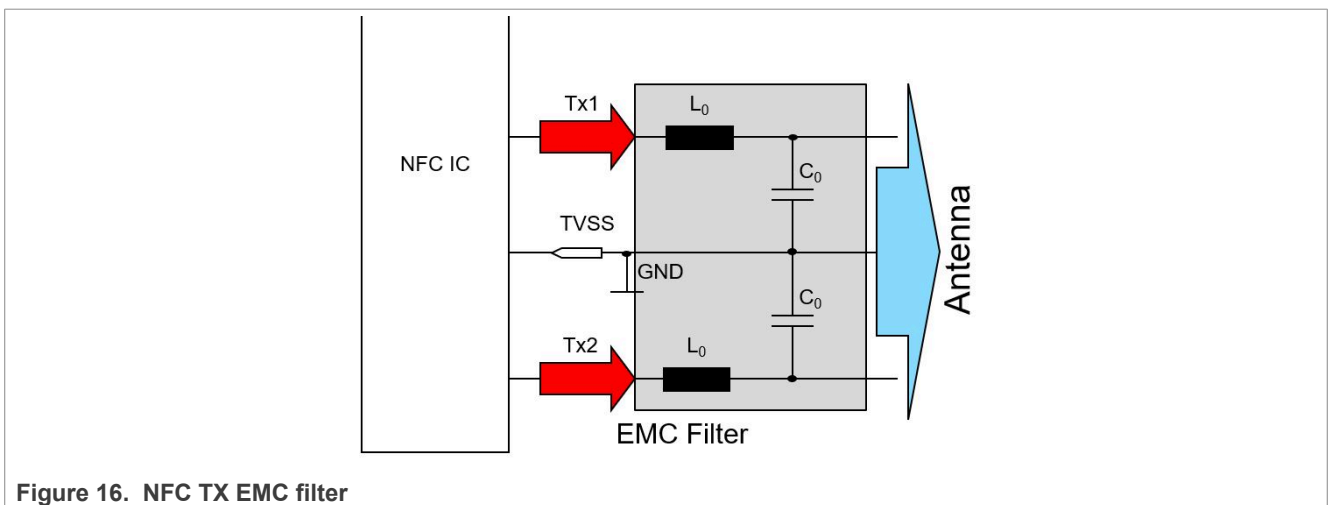 Tx1
L₀
NFC IC
C₀
TVSS
GND
C₀
Tx2
L₀
EMC Filter
Antenna
Figure 16. NFC TX EMC filter